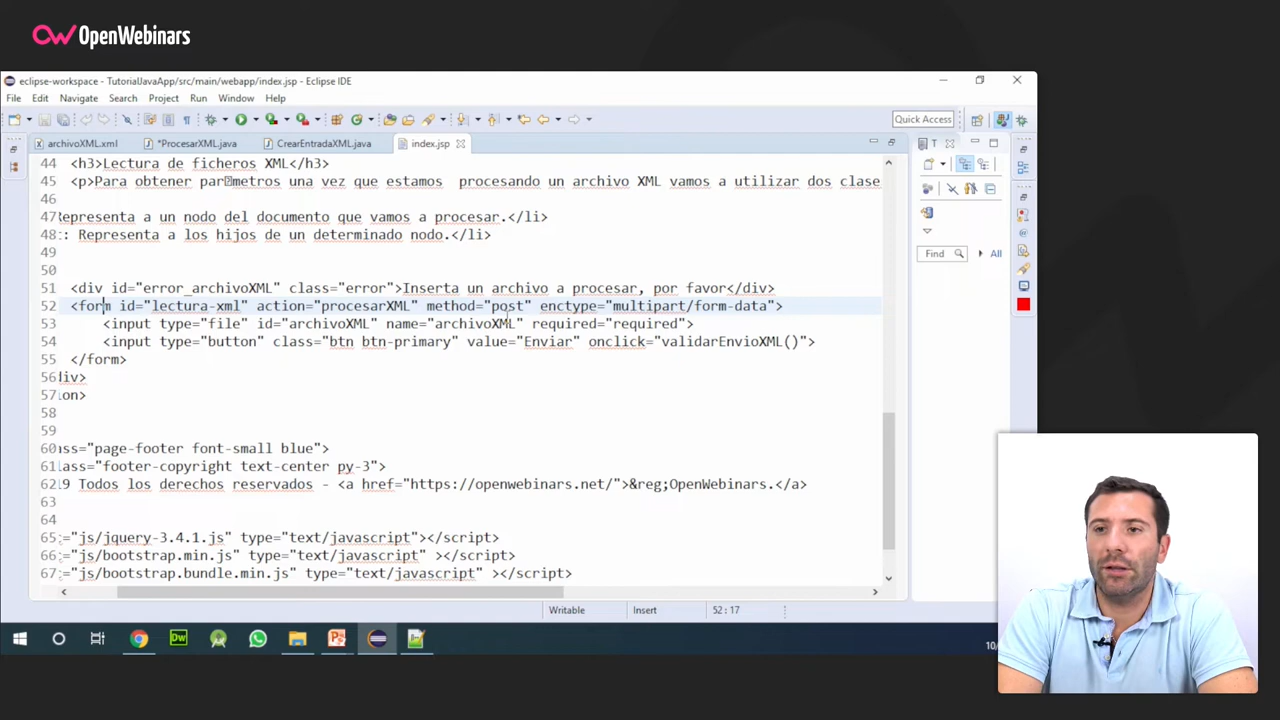 OpenWebinars
eclipse-workspace - TutorialJavaApp/src/main/webapp/index.jsp - Eclipse IDE
File Edit Navigate Search Project Run Window Help
Quick Access
archivoXML.xml *ProcesarXML.java CrearEntradaXML.java index.jsp
44 <h3>Lectura de ficheros XML</h3>
45 <p>Para obtener par�metros una vez que estamos procesando un archivo XML vamos a utilizar dos clase
46
47 Representa a un nodo del documento que vamos a procesar.</li>
48 : Representa a los hijos de un determinado nodo.</li>
49
50
51 <div id="error_archivoXML" class="error">Inserta un archivo a procesar, por favor</div>
52 <form id="lectura-xml" action="procesarXML" method="post" enctype="multipart/form-data">
53 <input type="file" id="archivoXML" name="archivoXML" required="required">
54 <input type="button" class="btn btn-primary" value="Enviar" onclick="validarEnvioXML()">
55 </form>
56 div>
57 ion>
58
59
60 ass="page-footer font-small blue">
61 lass="footer-copyright text-center py-3">
62 19 Todos los derechos reservados - <a href="https://openwebinars.net/">&reg;OpenWebinars.</a>
63
64
65 ="js/jquery-3.4.1.js" type="text/javascript"></script>
66 ="js/bootstrap.min.js" type="text/javascript" ></script>
67 ="js/bootstrap.bundle.min.js" type="text/javascript" ></script>
T
Find All
Writable Insert 52 : 17
10/